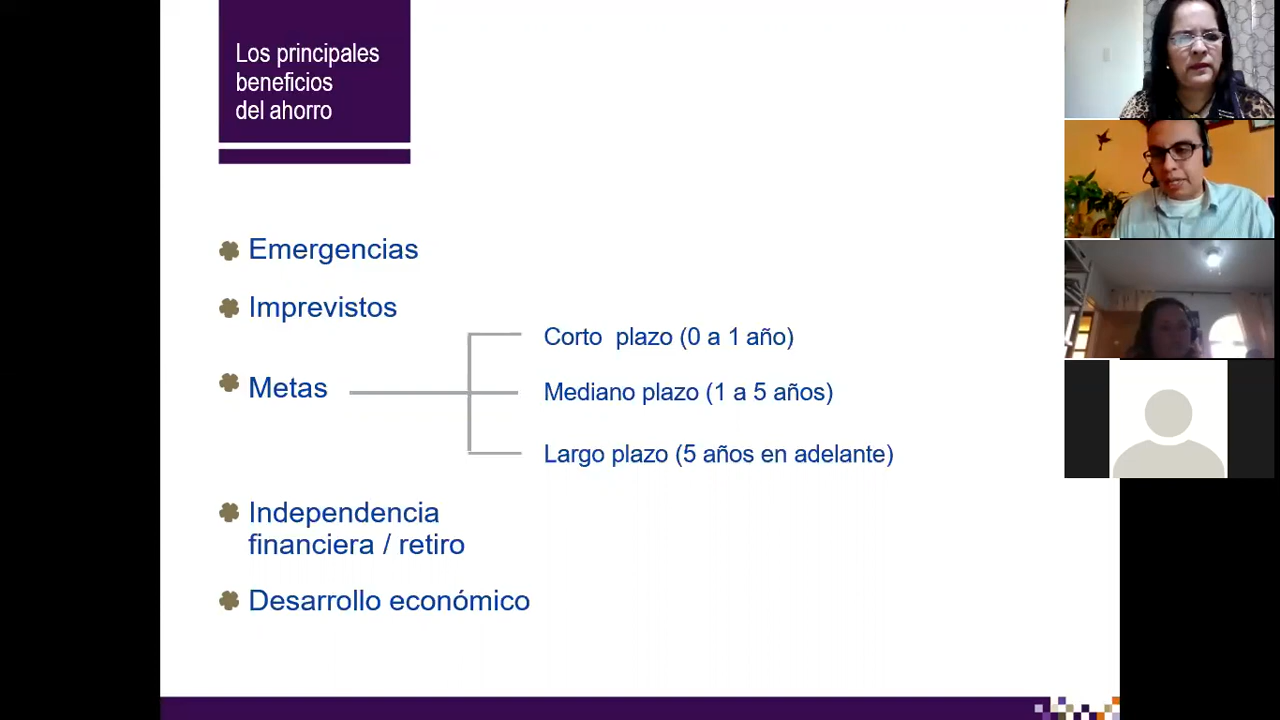 Los principales
beneficios
del ahorro
Emergencias
Imprevistos
Metas
Corto plazo (0 a 1 año)
Mediano plazo (1 a 5 años)
Largo plazo (5 años en adelante)
Independencia
financiera / retiro
Desarrollo económico